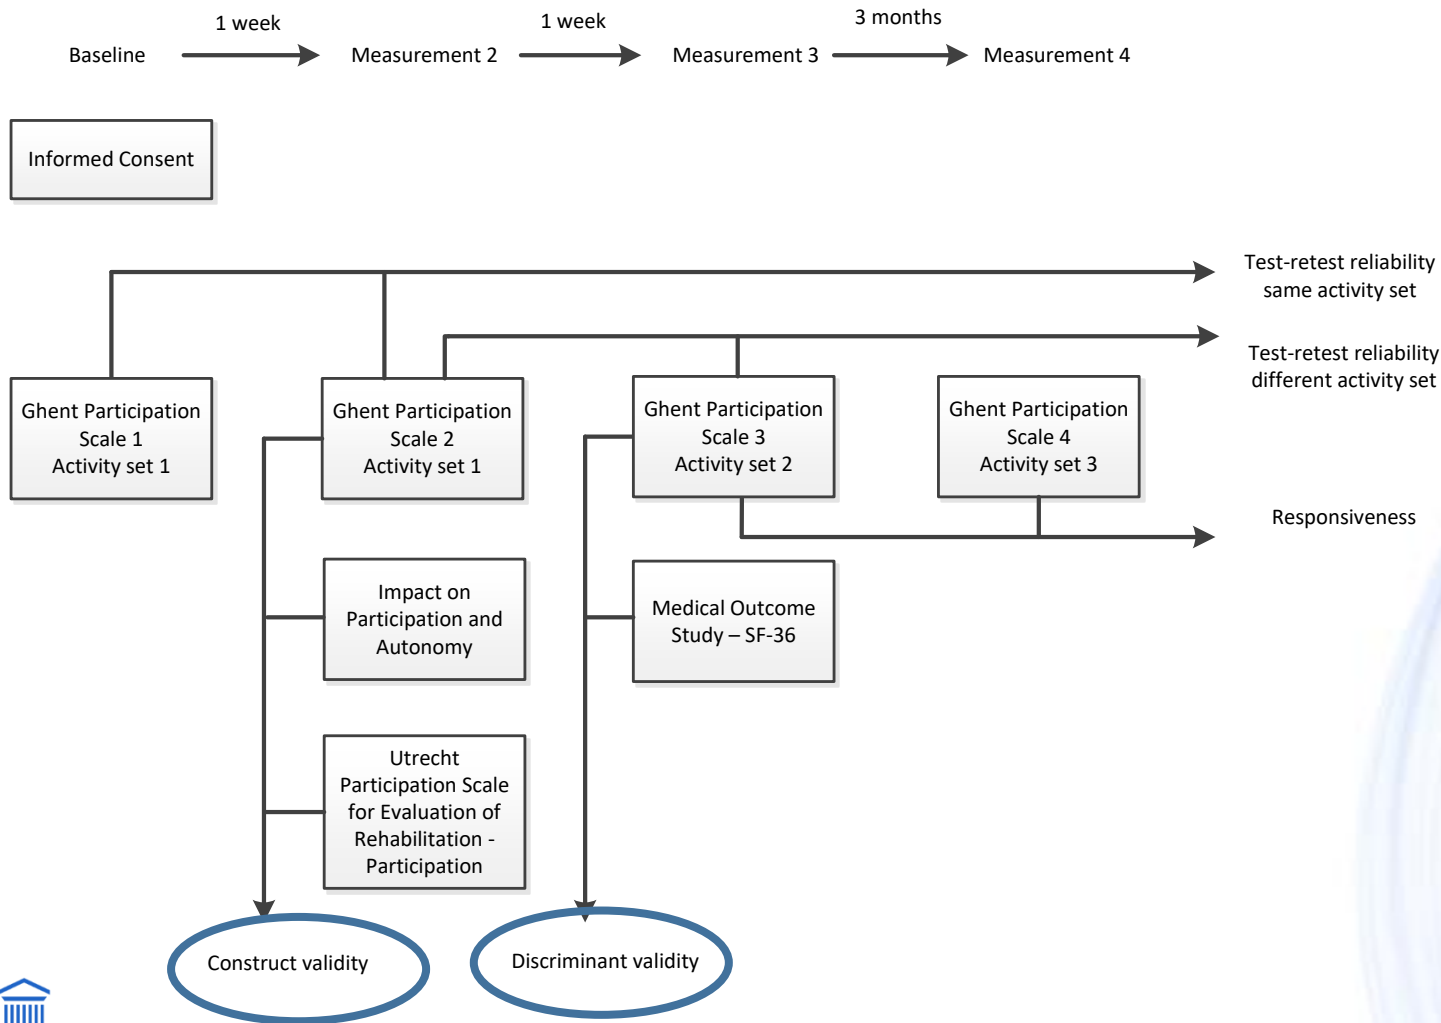 1 week
1 week
3 months
Baseline
Measurement 2
Measurement 3
Measurement 4
Informed Consent
Test-retest reliability
same activity set
Test-retest reliability
different activity set
Ghent Participation
Scale 1
Activity set 1
Ghent Participation
Scale 2
Activity set 1
Ghent Participation
Scale 3
Activity set 2
Ghent Participation
Scale 4
Activity set 3
Responsiveness
Impact on
Participation and
Autonomy
Medical Outcome
Study – SF-36
Utrecht
Participation Scale
for Evaluation of
Rehabilitation -
Participation
Construct validity
Discriminant validity